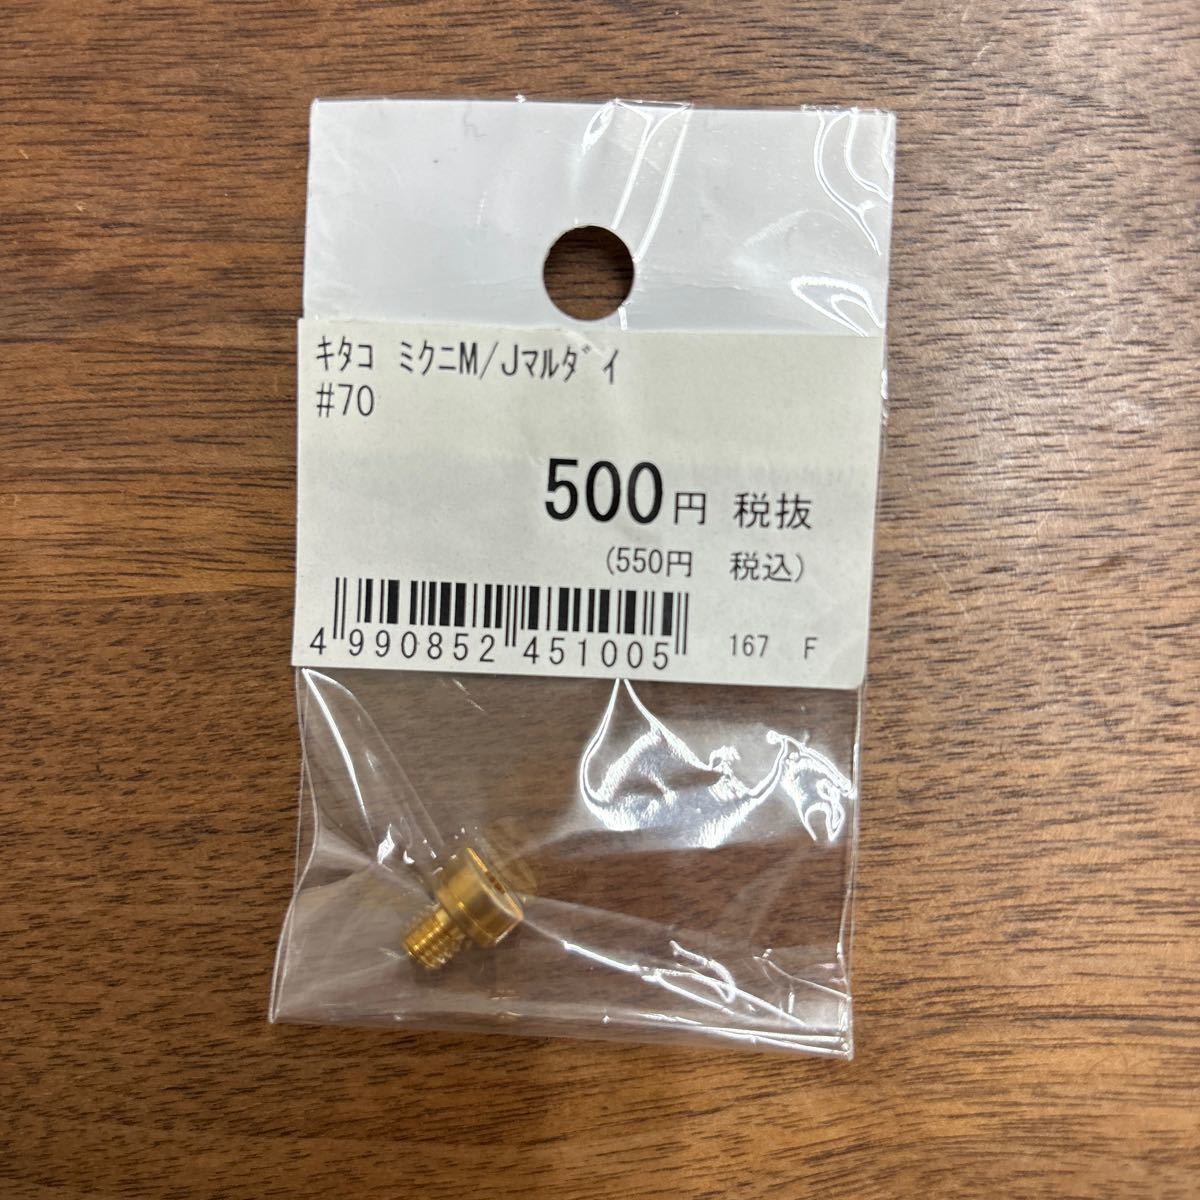 ｷﾀｺ ﾐｸﾆM/Jﾏﾙﾀﾞｲ
#70
500円 税抜
(550円 税込)
4 990852 451005 167 F